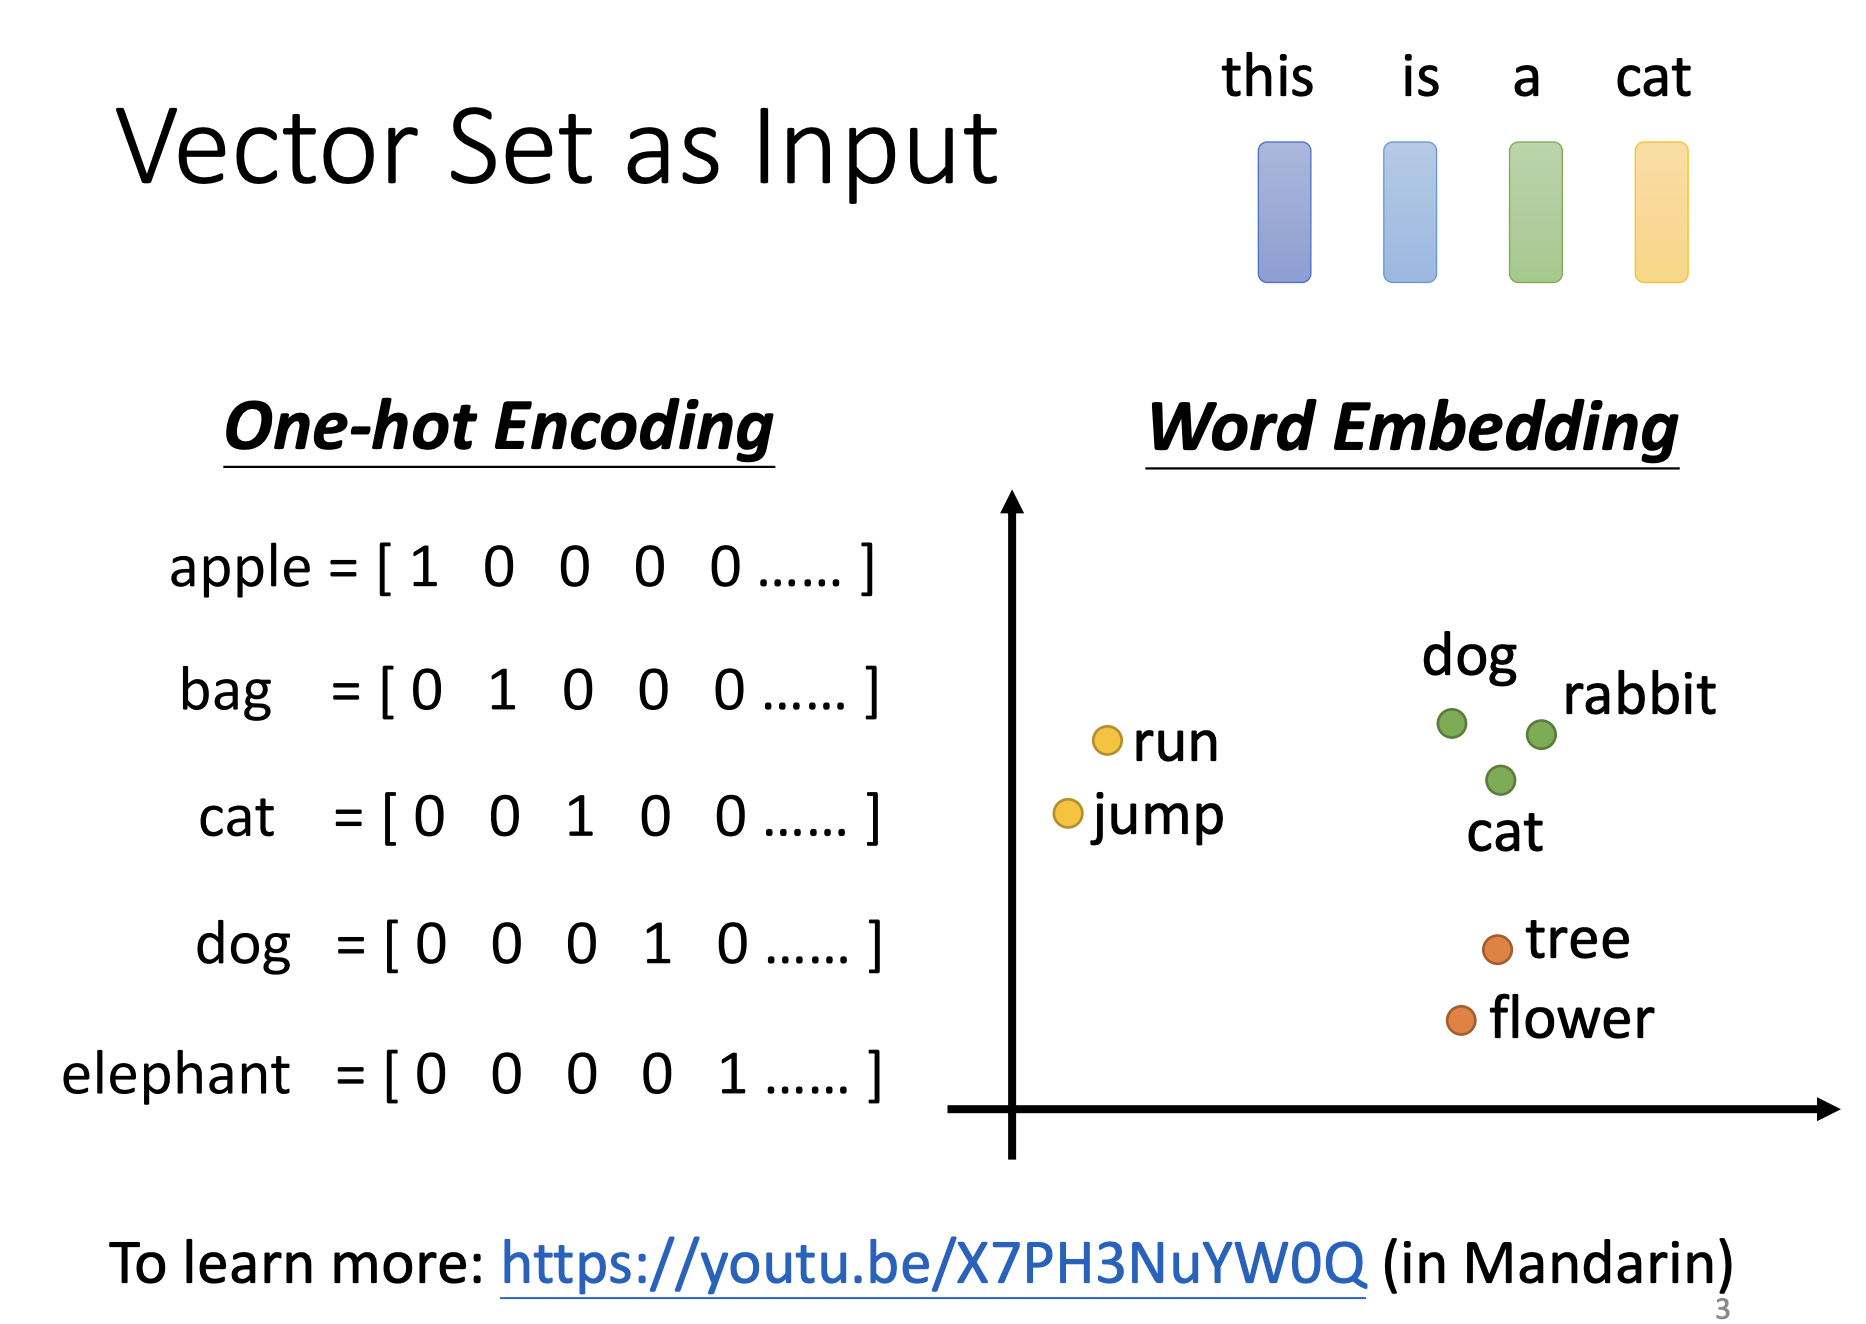 this is a cat
Vector Set as Input
One-hot Encoding
apple = [ 1 0 0 0 0 …… ]
bag = [ 0 1 0 0 0 …… ]
cat = [ 0 0 1 0 0 …… ]
dog = [ 0 0 0 1 0 …… ]
elephant = [ 0 0 0 0 1 …… ]
Word Embedding
dog
rabbit
run
jump
cat
tree
flower
To learn more: https://youtu.be/X7PH3NuYW0Q (in Mandarin)
3